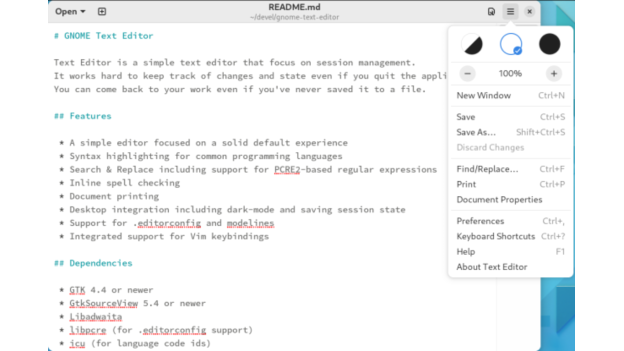 Open
README.md
~/devel/gnome-text-editor
# GNOME Text Editor
Text Editor is a simple text editor that focus on session management.
It works hard to keep track of changes and state even if you quit the appli
You can come back to your work even if you've never saved it to a file.
## Features
* A simple editor focused on a solid default experience
* Syntax highlighting for common programming languages
* Search & Replace including support for PCRE2-based regular expressions
* Inline spell checking
* Document printing
* Desktop integration including dark-mode and saving session state
* Support for .editorconfig and modelines
* Integrated support for Vim keybindings
## Dependencies
* GTK 4.4 or newer
* GtkSourceView 5.4 or newer
* Libadwaita
* libpcre (for .editorconfig support)
* icu (for language code ids)
− 100% +
New Window Ctrl+N
Save Ctrl+S
Save As... Shift+Ctrl+S
Discard Changes
Find/Replace... Ctrl+F
Print Ctrl+P
Document Properties
Preferences Ctrl+,
Keyboard Shortcuts Ctrl+?
Help F1
About Text Editor